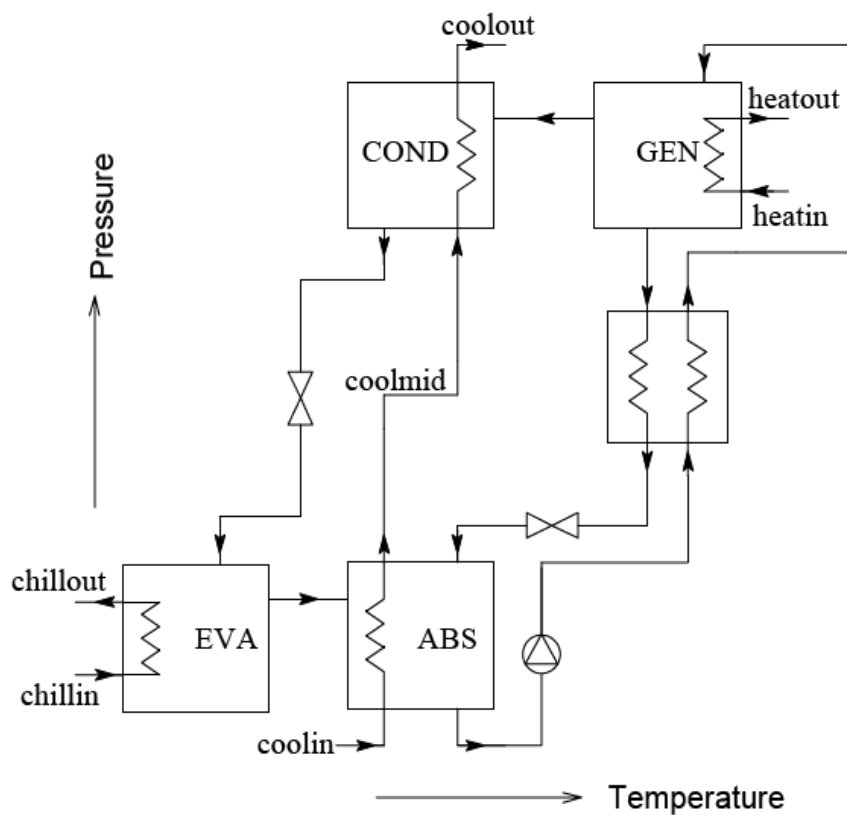 coolout
COND
GEN
heatout
heatin
Pressure
coolmid
chillout
EVA
ABS
chillin
coolin
Temperature